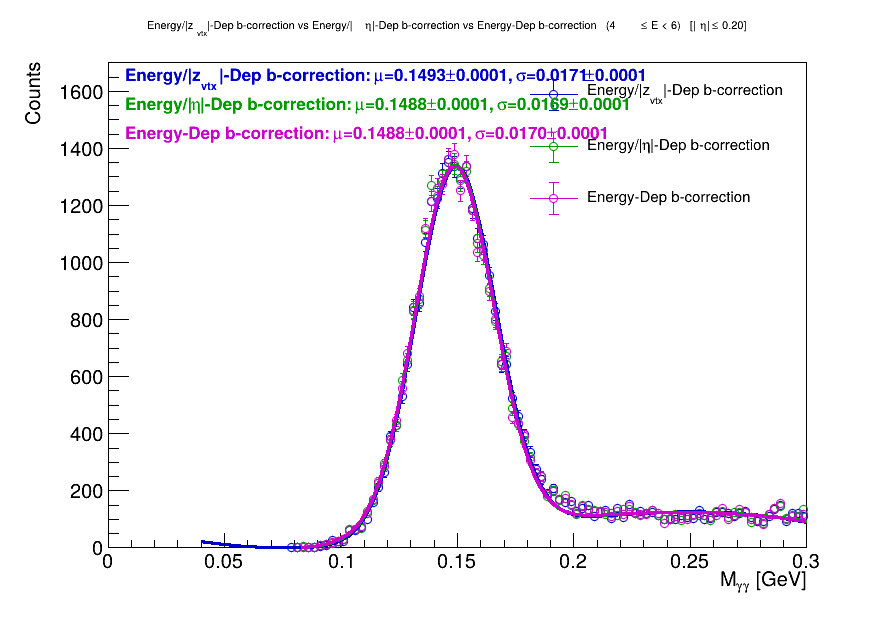 Energy/|z_vtx|-Dep b-correction vs Energy/|η|-Dep b-correction vs Energy-Dep b-correction (4 ≤ E < 6) [|η| ≤ 0.20]
Energy/|z_vtx|-Dep b-correction: μ=0.1493±0.0001, σ=0.0171±0.0001
Energy/|η|-Dep b-correction: μ=0.1488±0.0001, σ=0.0169±0.0001
Energy-Dep b-correction: μ=0.1488±0.0001, σ=0.0170±0.0001
Energy/|z_vtx|-Dep b-correction
Energy/|η|-Dep b-correction
Energy-Dep b-correction
Counts
1600
1400
1200
1000
800
600
400
200
0
0 0.05 0.1 0.15 0.2 0.25 0.3
M_γγ [GeV]